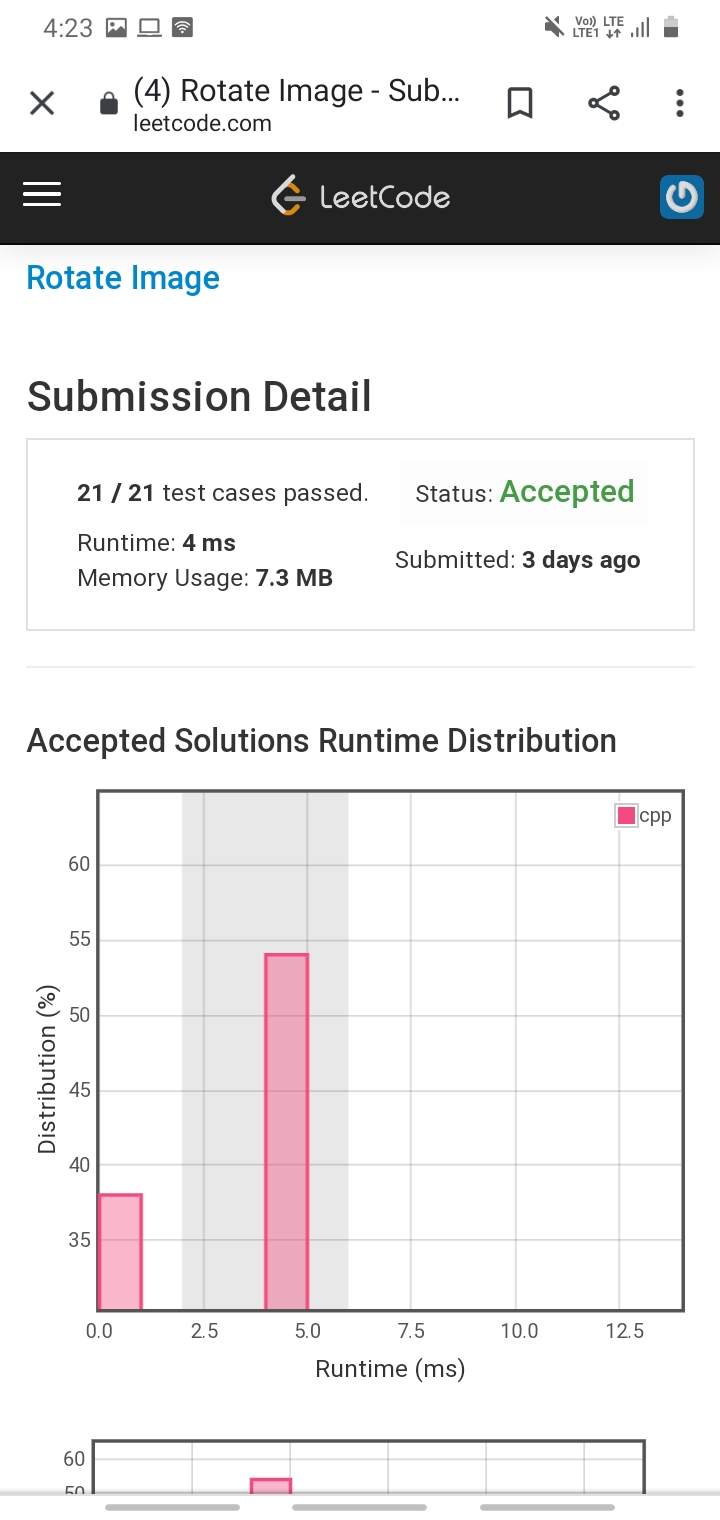 4:23
Vo)) LTE
LTE1
(4) Rotate Image - Sub...
leetcode.com
LeetCode
Rotate Image
Submission Detail
21 / 21 test cases passed.
Status: Accepted
Runtime: 4 ms
Submitted: 3 days ago
Memory Usage: 7.3 MB
Accepted Solutions Runtime Distribution
cpp
60
55
50
45
40
35
Distribution (%)
0.0 2.5 5.0 7.5 10.0 12.5
Runtime (ms)
60